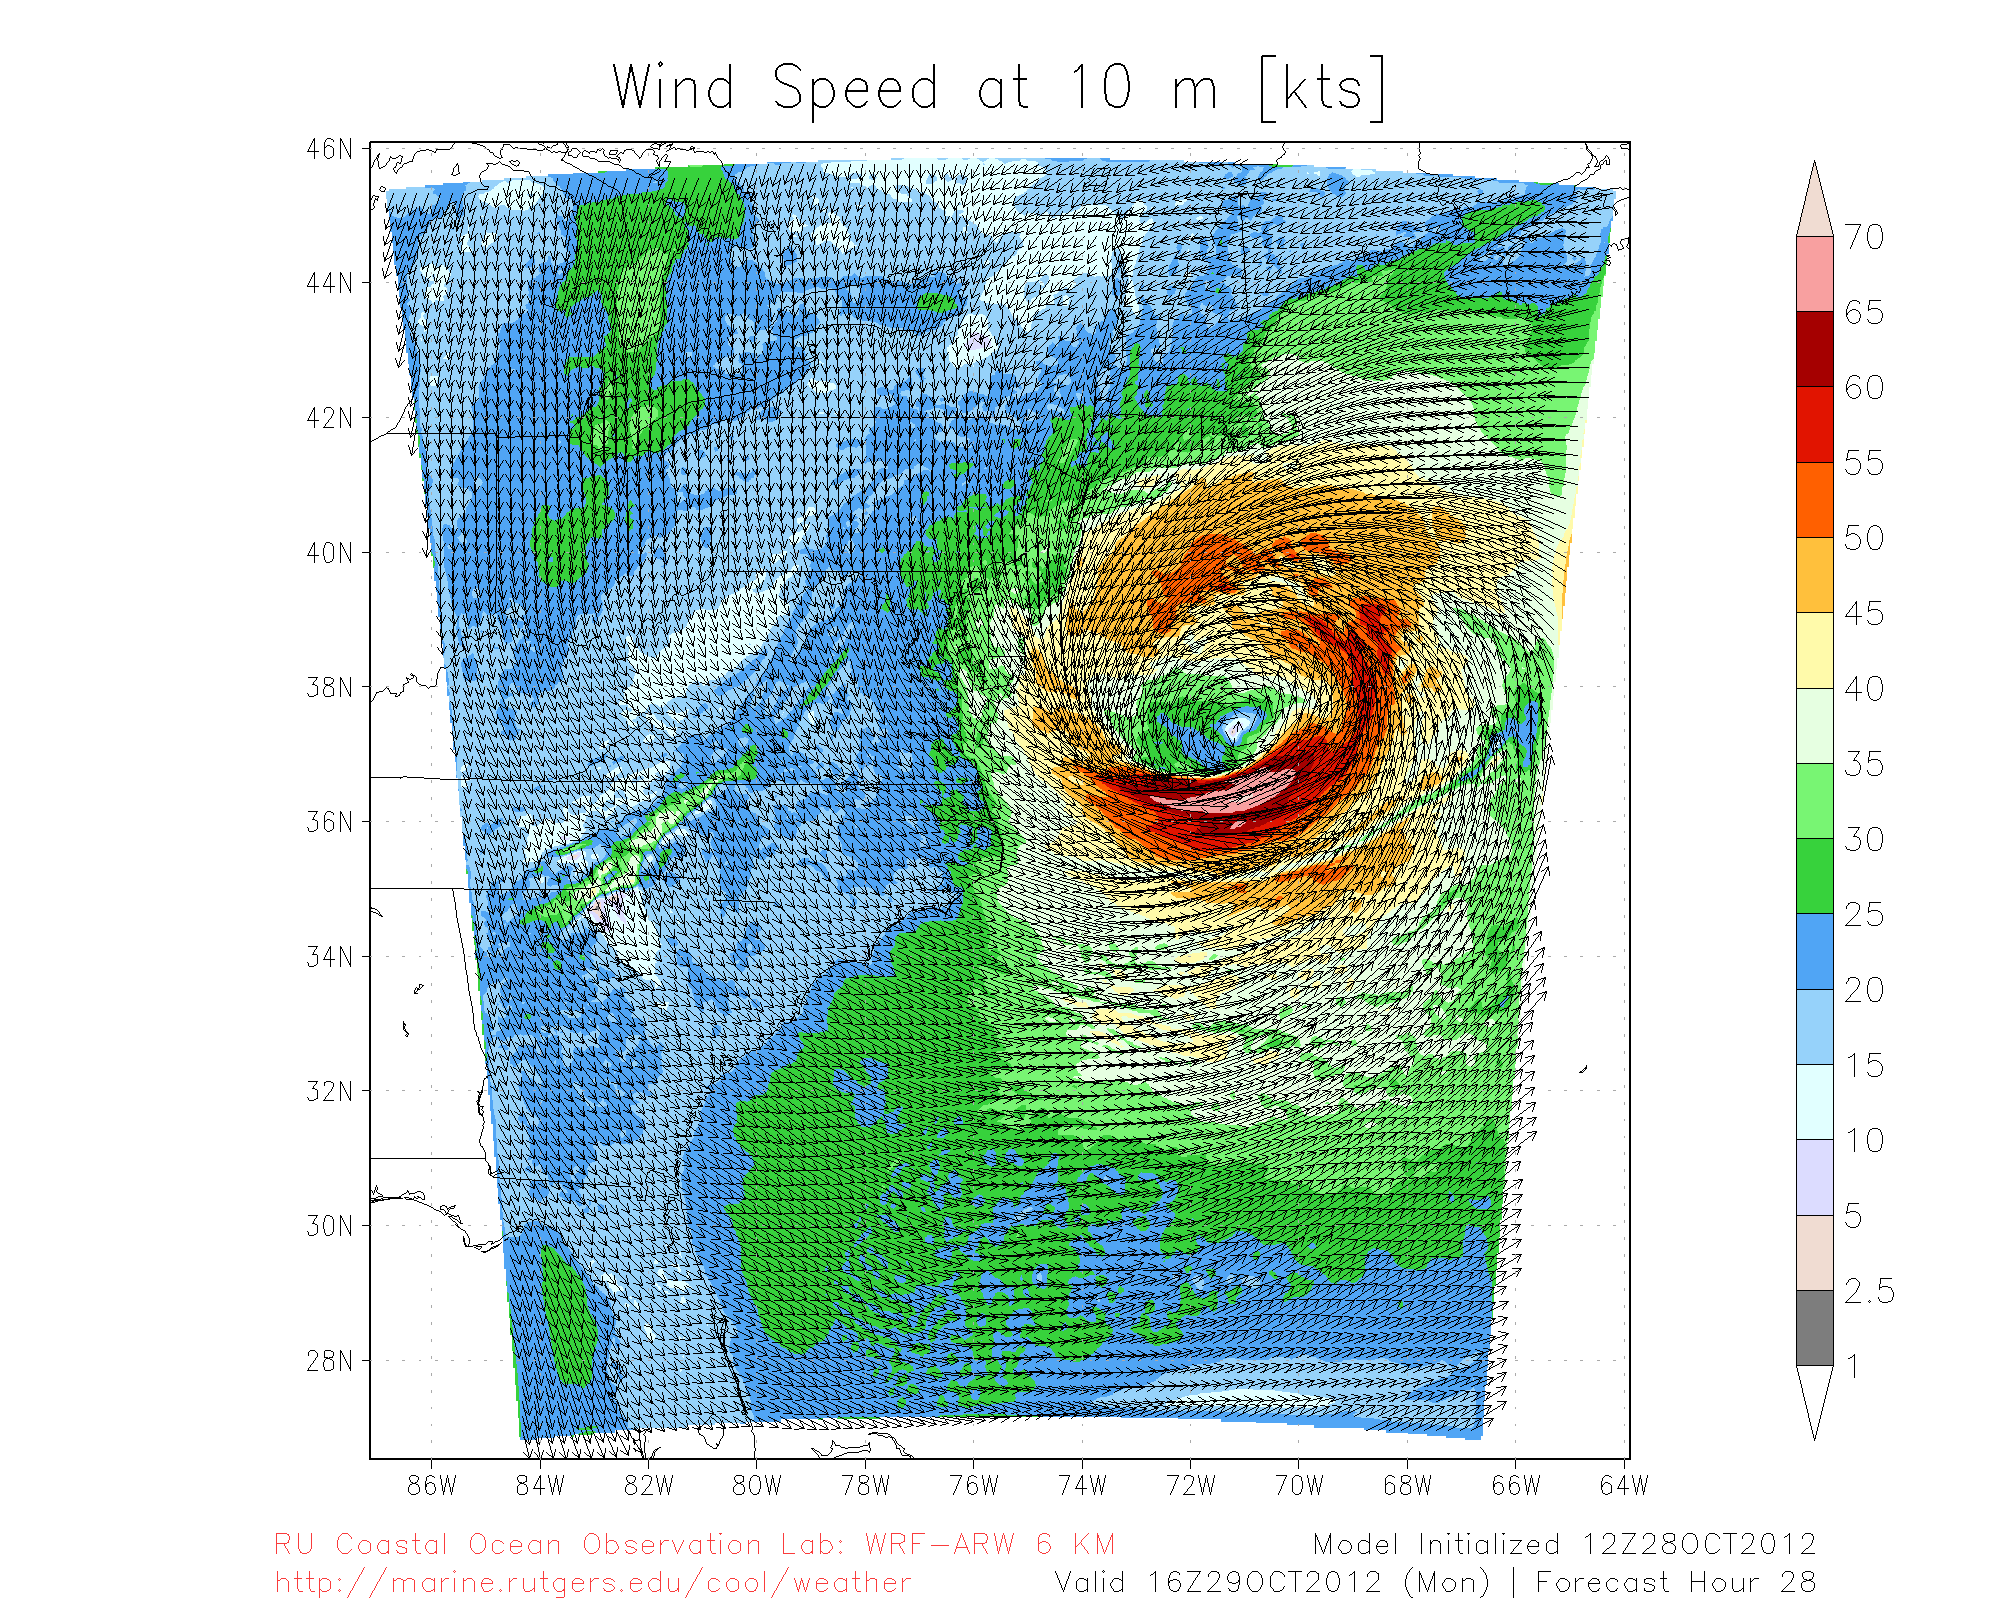 Wind Speed at 10 m [kts]
46N
44N
42N
40N
38N
36N
34N
32N
30N
28N
86W 84W 82W 80W 78W 76W 74W 72W 70W 68W 66W 64W
70
65
60
55
50
45
40
35
30
25
20
15
10
5
2.5
1
RU Coastal Ocean Observation Lab: WRF-ARW 6 KM
Model Initialized 12Z28OCT2012
http://marine.rutgers.edu/cool/weather
Valid 16Z29OCT2012 (Mon) | Forecast Hour 28